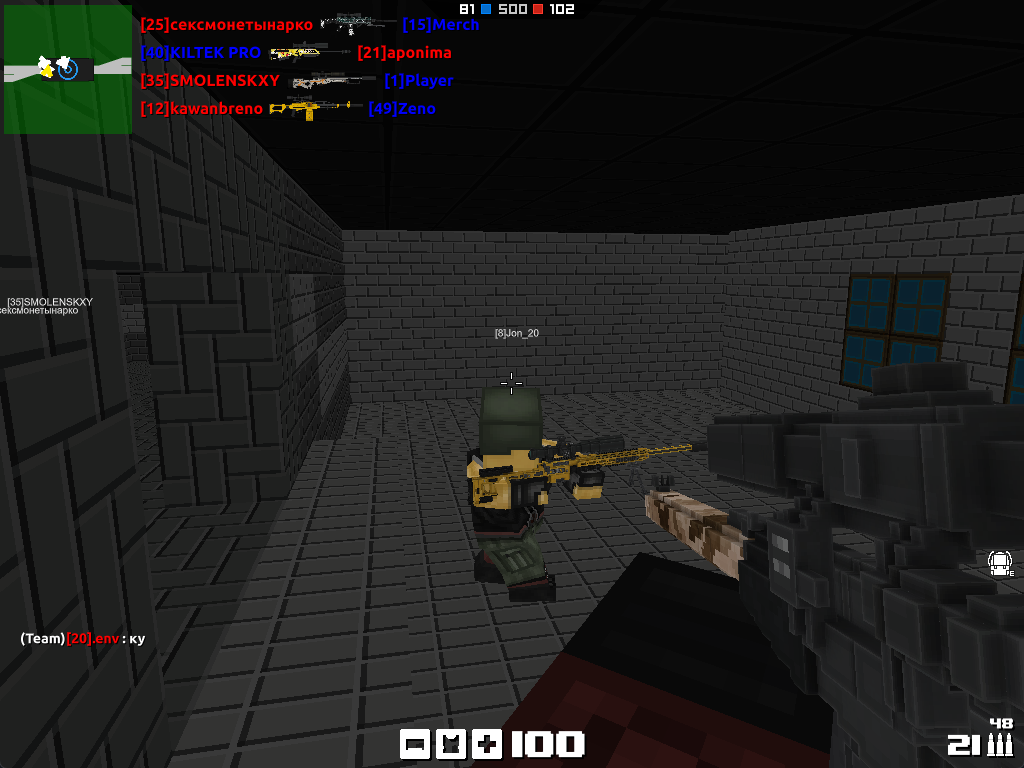 81 500 102
[25]сексмонетынарко [15]Merch
[40]KILTEK PRO [21]aponima
[35]SMOLENSKXY [1]Player
[12]kawanbreno [49]Zeno
[35]SMOLENSKXY
сексмонетынарко
[8]Jon_20
E
(Team)[20].env : ку
100
48
21